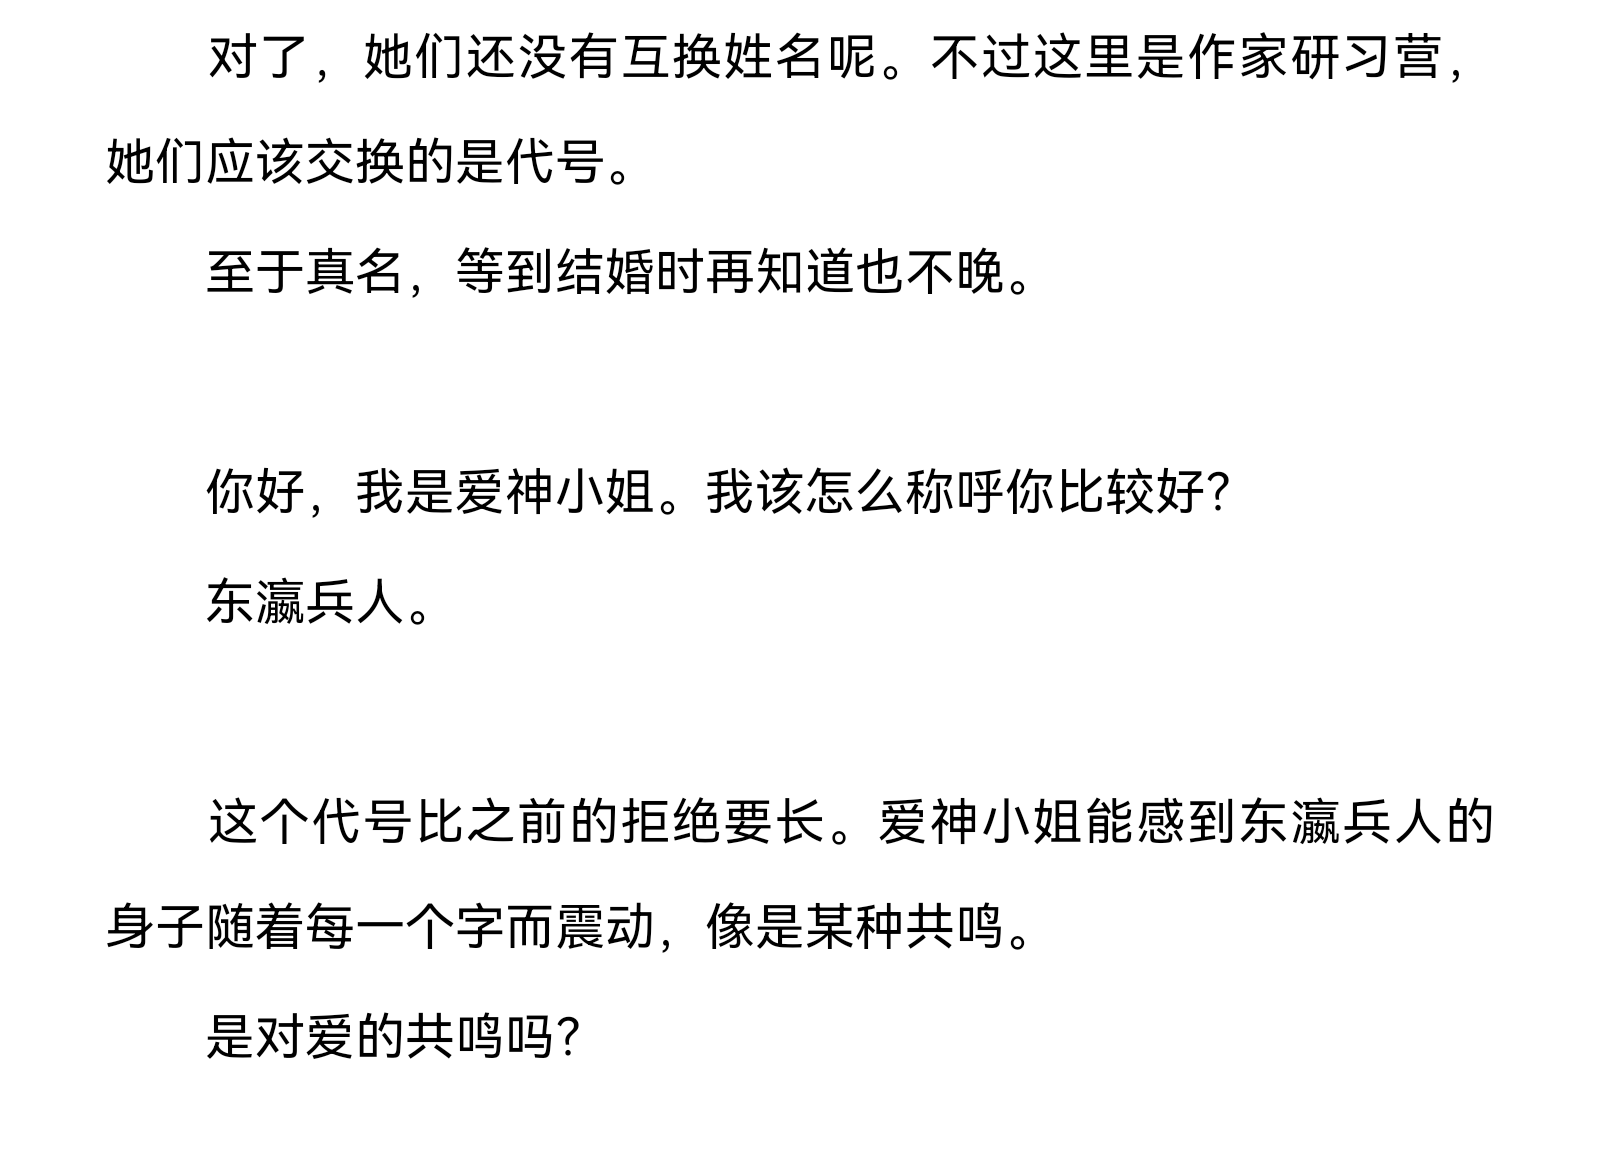 对了，她们还没有互换姓名呢。不过这里是作家研习营，
她们应该交换的是代号。
至于真名，等到结婚时再知道也不晚。
你好，我是爱神小姐。我该怎么称呼你比较好？
东瀛兵人。
这个代号比之前的拒绝要长。爱神小姐能感到东瀛兵人的
身子随着每一个字而震动，像是某种共鸣。
是对爱的共鸣吗？